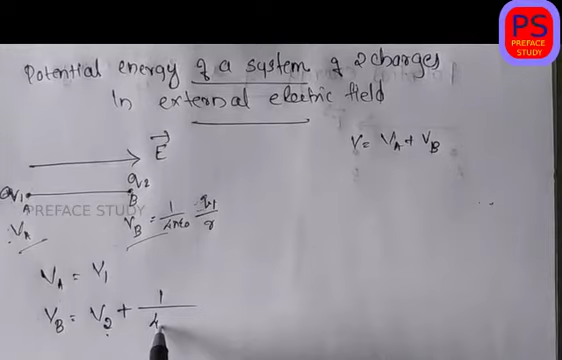 PS
PREFACE
STUDY
Potential energy of a system of 2 charges
In external electric field
E
V = VA + VB
q1 q2
A B
PREFACE STUDY
VA VB = 1/4πε0 q1/r
VA = V1
VB = V2 + 1/4